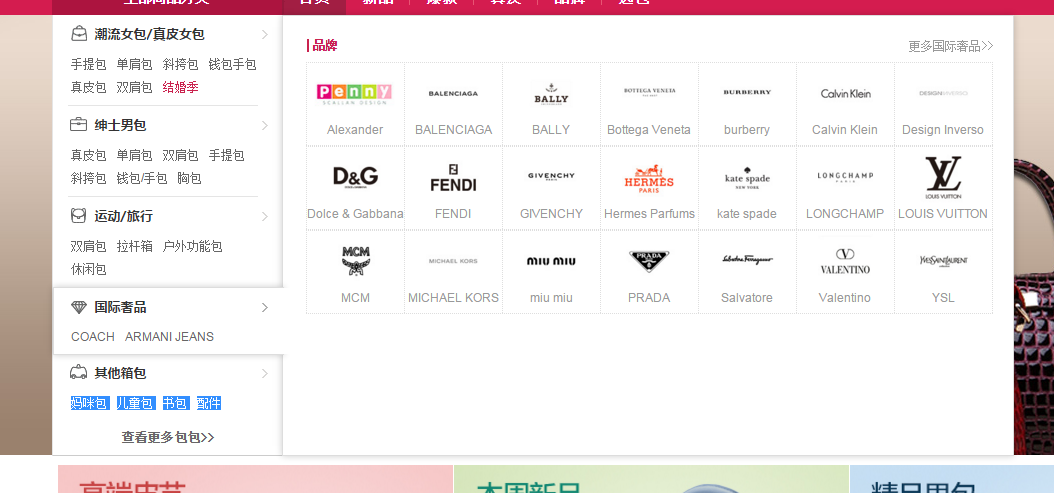 潮流女包/真皮女包
手提包 单肩包 斜挎包 钱包手包
真皮包 双肩包 结婚季
绅士男包
真皮包 单肩包 双肩包 手提包
斜挎包 钱包/手包 胸包
运动/旅行
双肩包 拉杆箱 户外功能包
休闲包
国际奢品
COACH ARMANI JEANS
其他箱包
妈咪包 儿童包 书包 配件
查看更多包包>>
品牌
更多国际奢品>>
Penny BALENCIAGA BALLY BOTTEGA VENETA BURBERRY Calvin Klein DESIGNINVERSO
SCALLAN DESIGN
Alexander BALENCIAGA BALLY Bottega Veneta burberry Calvin Klein Design Inverso
D&G FENDI GIVENCHY HERMES kate spade LONGCHAMP LOUIS VUITTON
PARIS PARIS NEW YORK PARIS
Dolce & Gabbana FENDI GIVENCHY Hermes Parfums kate spade LONGCHAMP LOUIS VUITTON
MCM MICHAEL KORS miu miu PRADA Salvatore Ferragamo VALENTINO YVESSAINTLAURENT
MCM MICHAEL KORS miu miu PRADA Salvatore Valentino YSL